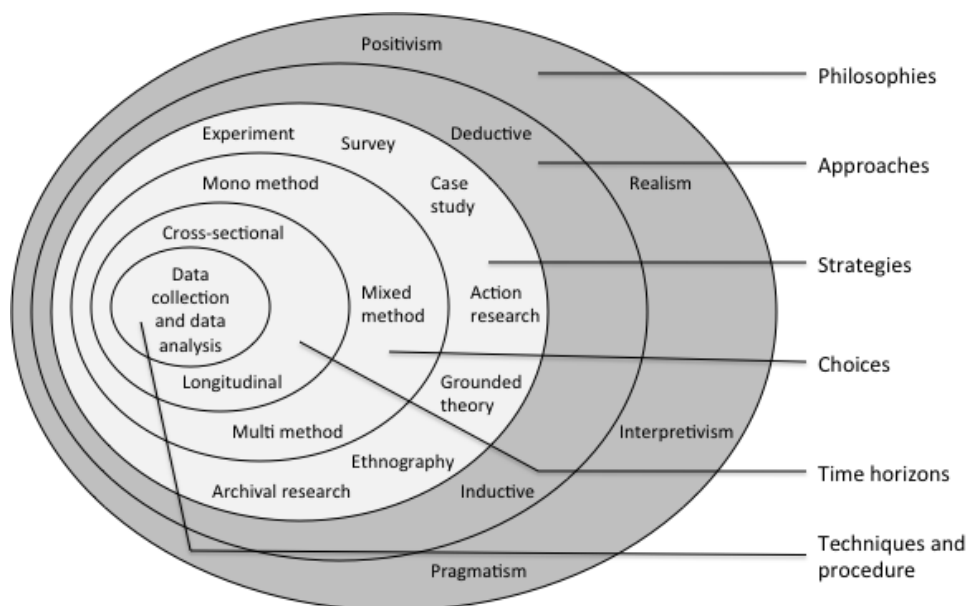 Positivism
Philosophies
Experiment
Survey
Deductive
Approaches
Mono method
Case
study
Realism
Cross-sectional
Strategies
Data
collection
and data
analysis
Mixed
method
Action
research
Choices
Longitudinal
Grounded
theory
Multi method
Interpretivism
Ethnography
Time horizons
Archival research
Inductive
Techniques and
procedure
Pragmatism